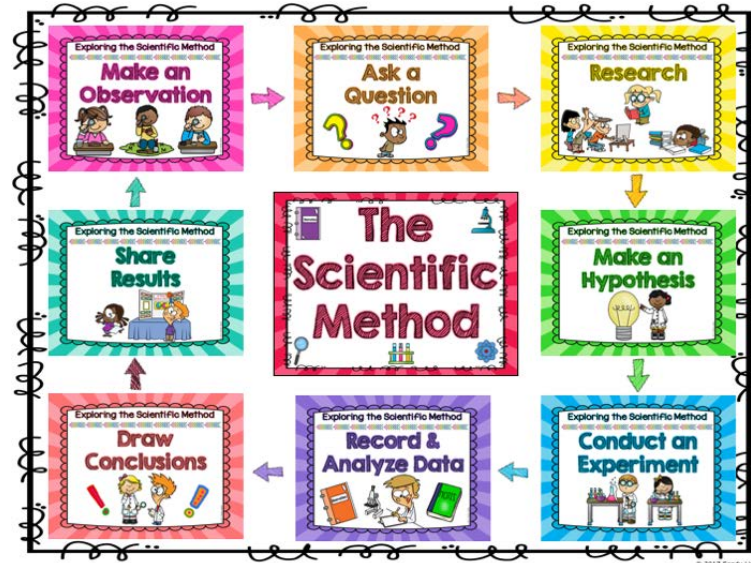 Exploring the Scientific Method
Make an
Observation
Exploring the Scientific Method
Ask a
Question
Exploring the Scientific Method
Research
Exploring the Scientific Method
Share
Results
The
Scientific
Method
Exploring the Scientific Method
Make an
Hypothesis
Exploring the Scientific Method
Draw
Conclusions
Exploring the Scientific Method
Record &
Analyze Data
Exploring the Scientific Method
Conduct an
Experiment